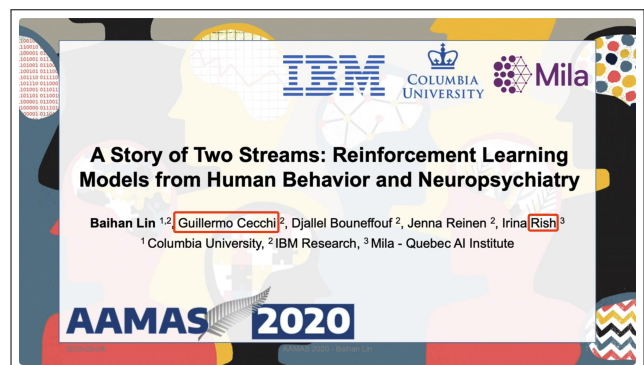 IBM
COLUMBIA
UNIVERSITY
Mila
A Story of Two Streams: Reinforcement Learning
Models from Human Behavior and Neuropsychiatry
Baihan Lin 1,2, Guillermo Cecchi 2, Djallel Bouneffouf 2, Jenna Reinen 2, Irina Rish 3
1 Columbia University, 2 IBM Research, 3 Mila - Quebec AI Institute
AAMAS 2020
AAMAS 2020 - Baihan Lin